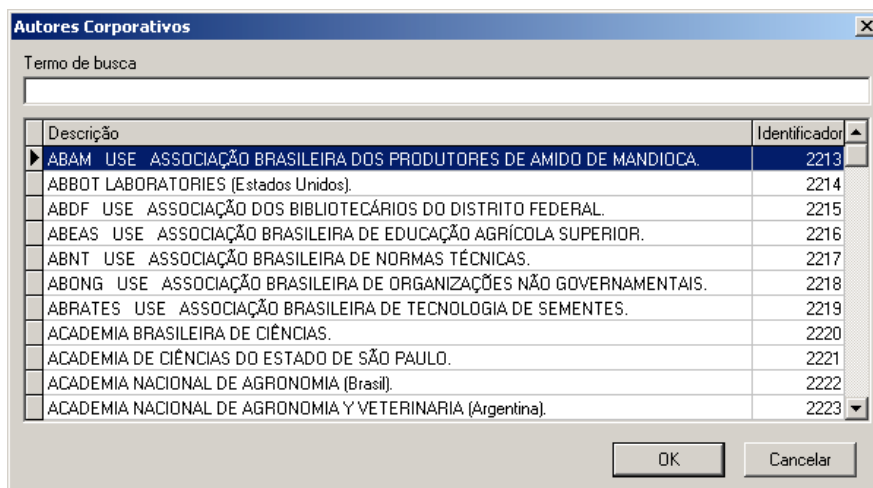 Autores Corporativos
Termo de busca
Descrição Identificador
ABAM USE ASSOCIAÇÃO BRASILEIRA DOS PRODUTORES DE AMIDO DE MANDIOCA. 2213
ABBOT LABORATORIES (Estados Unidos). 2214
ABDF USE ASSOCIAÇÃO DOS BIBLIOTECÁRIOS DO DISTRITO FEDERAL. 2215
ABEAS USE ASSOCIAÇÃO BRASILEIRA DE EDUCAÇÃO AGRÍCOLA SUPERIOR. 2216
ABNT USE ASSOCIAÇÃO BRASILEIRA DE NORMAS TÉCNICAS. 2217
ABONG USE ASSOCIAÇÃO BRASILEIRA DE ORGANIZAÇÕES NÃO GOVERNAMENTAIS. 2218
ABRATES USE ASSOCIAÇÃO BRASILEIRA DE TECNOLOGIA DE SEMENTES. 2219
ACADEMIA BRASILEIRA DE CIÊNCIAS. 2220
ACADEMIA DE CIÊNCIAS DO ESTADO DE SÃO PAULO. 2221
ACADEMIA NACIONAL DE AGRONOMIA (Brasil). 2222
ACADEMIA NACIONAL DE AGRONOMIA Y VETERINARIA (Argentina). 2223
OK Cancelar